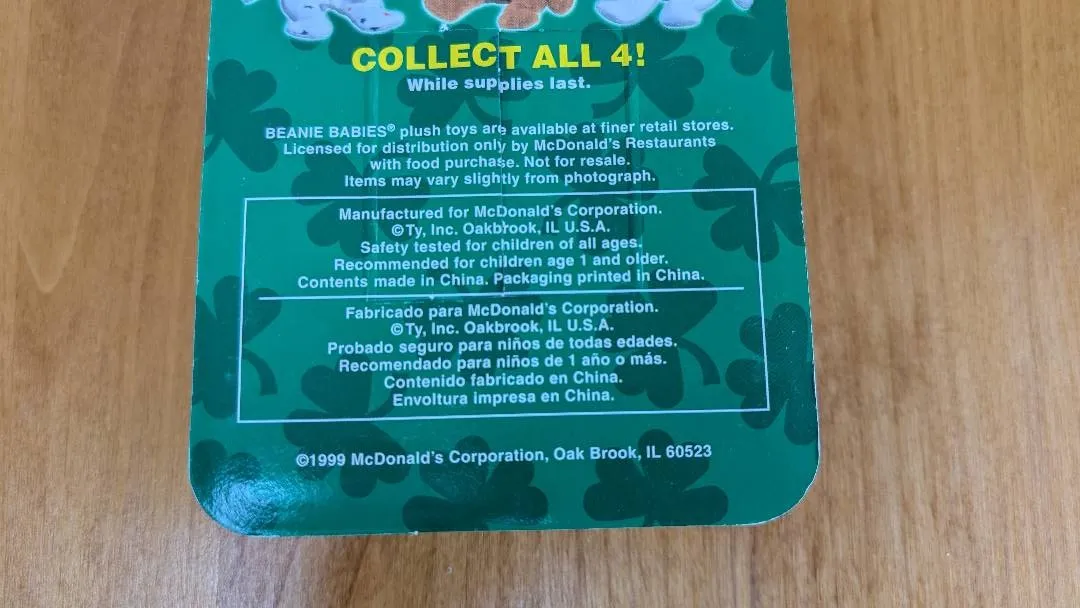 COLLECT ALL 4!
While supplies last.
BEANIE BABIES® plush toys are available at finer retail stores.
Licensed for distribution only by McDonald's Restaurants
with food purchase. Not for resale.
Items may vary slightly from photograph.
Manufactured for McDonald's Corporation.
©Ty, Inc. Oakbrook, IL U.S.A.
Safety tested for children of all ages.
Recommended for children age 1 and older.
Contents made in China. Packaging printed in China.
Fabricado para McDonald's Corporation.
©Ty, Inc. Oakbrook, IL U.S.A.
Probado seguro para niños de todas edades.
Recomendado para niños de 1 año o más.
Contenido fabricado en China.
Envoltura impresa en China.
©1999 McDonald's Corporation, Oak Brook, IL 60523